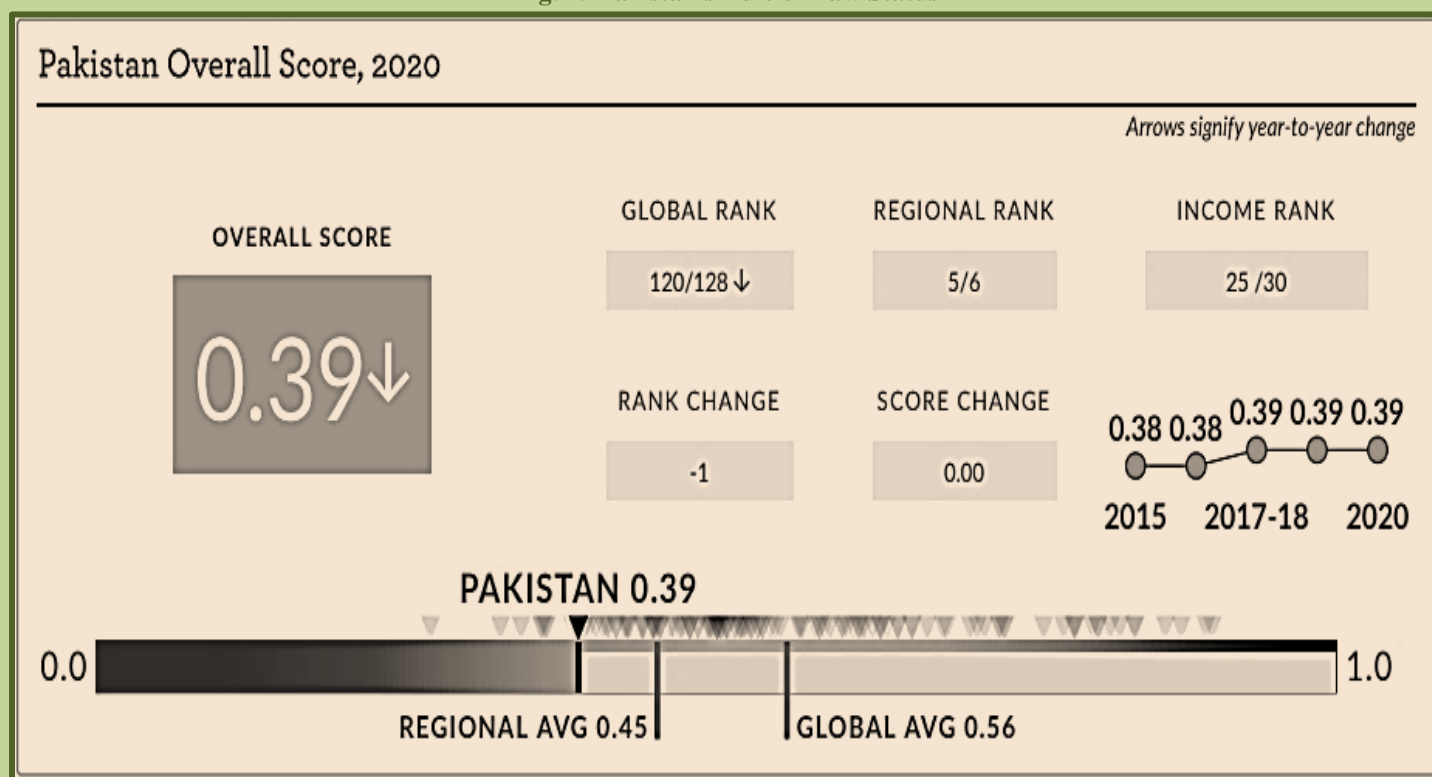 Pakistan Overall Score, 2020
Arrows signify year-to-year change
OVERALL SCORE
0.39↓
GLOBAL RANK
120/128 ↓
REGIONAL RANK
5/6
INCOME RANK
25 /30
RANK CHANGE
-1
SCORE CHANGE
0.00
0.38 0.38 0.39 0.39 0.39
2015 2017-18 2020
PAKISTAN 0.39
0.0
1.0
REGIONAL AVG 0.45
GLOBAL AVG 0.56